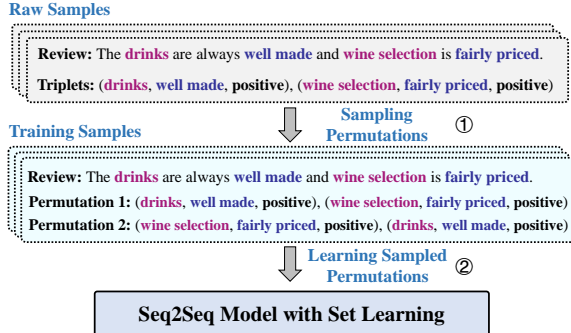 Raw Samples
Review: The drinks are always well made and wine selection is fairly priced.
Triplets: (drinks, well made, positive), (wine selection, fairly priced, positive)
Sampling
Permutations ①
Training Samples
Review: The drinks are always well made and wine selection is fairly priced.
Permutation 1: (drinks, well made, positive), (wine selection, fairly priced, positive)
Permutation 2: (wine selection, fairly priced, positive), (drinks, well made, positive)
Learning Sampled
Permutations ②
Seq2Seq Model with Set Learning